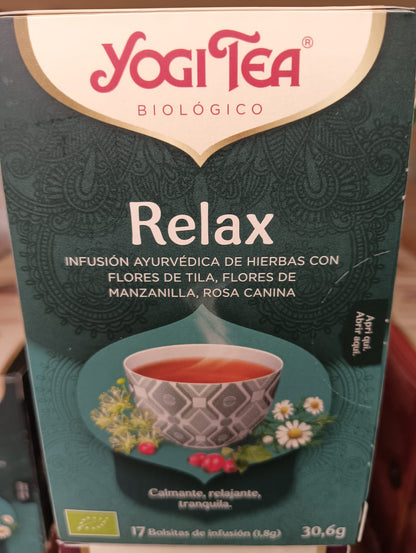 YOGI TEA®
BIOLÓGICO
Relax
INFUSIÓN AYURVÉDICA DE HIERBAS CON
FLORES DE TILA, FLORES DE
MANZANILLA, ROSA CANINA
Apri qui.
Abrir aquí.
Calmante, relajante,
tranquila.
17 Bolsitas de infusión (1,8g) 30,6g